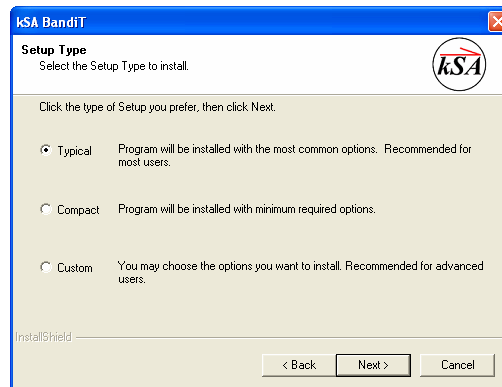 kSA BandiT
Setup Type
Select the Setup Type to install.
kSA
Click the type of Setup you prefer, then click Next.
Typical
Program will be installed with the most common options. Recommended for
most users.
Compact
Program will be installed with minimum required options.
Custom
You may choose the options you want to install. Recommended for advanced
users.
InstallShield
< Back
Next >
Cancel